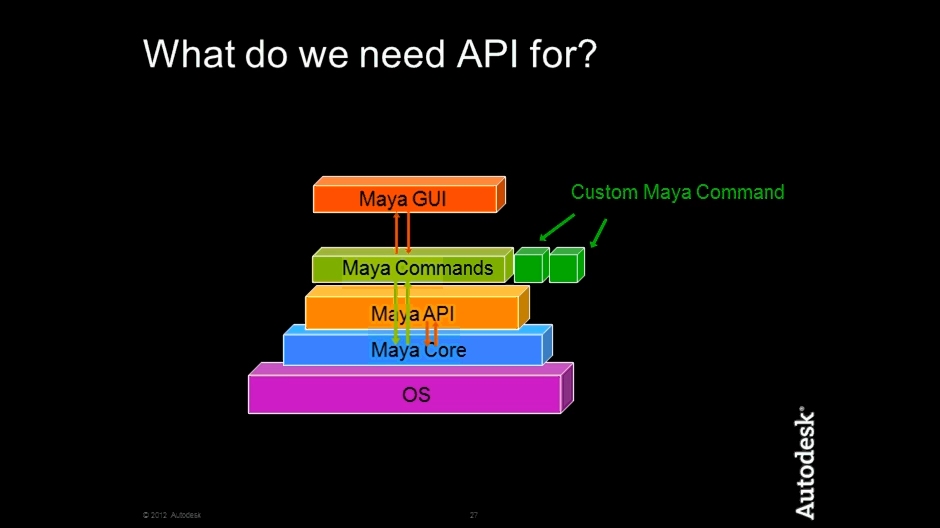 What do we need API for?
Maya GUI
Custom Maya Command
Maya Commands
Maya API
Maya Core
OS
Autodesk®
© 2012 Autodesk
27